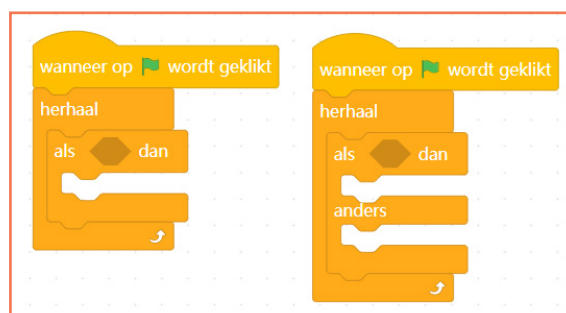 wanneer op wordt geklikt
herhaal
als dan
wanneer op wordt geklikt
herhaal
als dan
anders